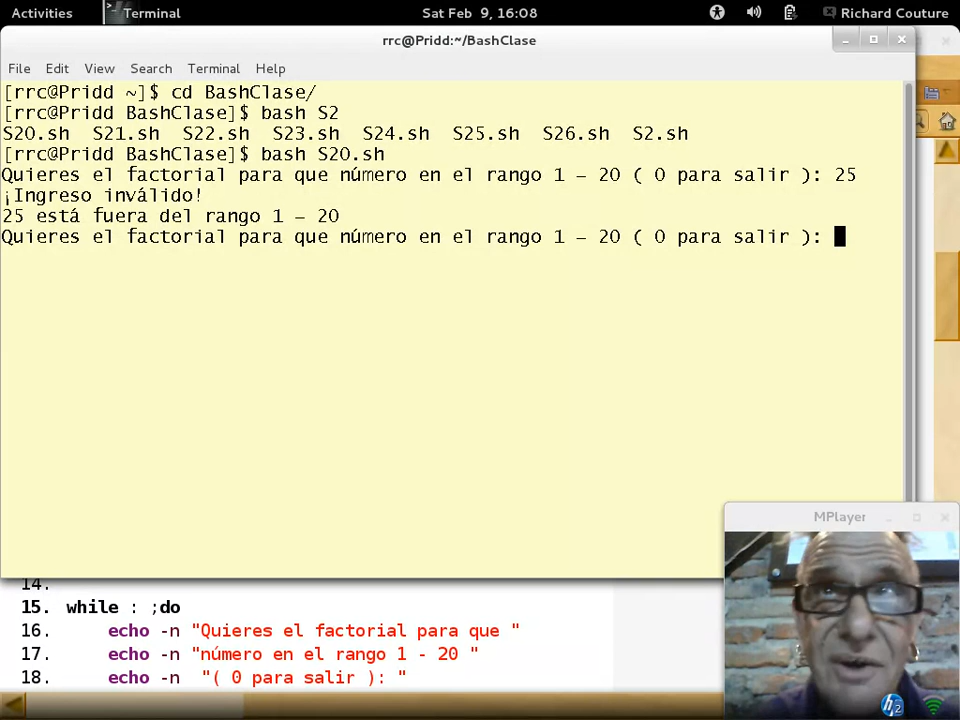 Activities Terminal Sat Feb 9, 16:08 Richard Couture
rrc@Pridd:~/BashClase
File Edit View Search Terminal Help
[rrc@Pridd ~]$ cd BashClase/
[rrc@Pridd BashClase]$ bash S2
S20.sh S21.sh S22.sh S23.sh S24.sh S25.sh S26.sh S2.sh
[rrc@Pridd BashClase]$ bash S20.sh
Quieres el factorial para que número en el rango 1 – 20 ( 0 para salir ): 25
¡Ingreso inválido!
25 está fuera del rango 1 – 20
Quieres el factorial para que número en el rango 1 – 20 ( 0 para salir ):
MPlayer
14.
15. while : ;do
16. echo -n "Quieres el factorial para que "
17. echo -n "número en el rango 1 - 20 "
18. echo -n "( 0 para salir ): "
hp
2